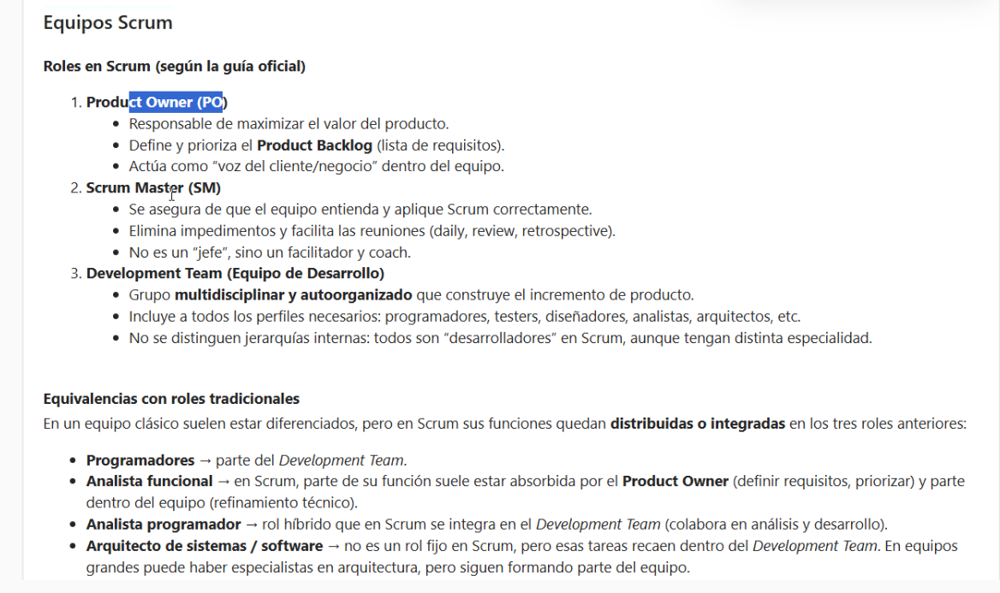 Equipos Scrum
Roles en Scrum (según la guía oficial)
1. Product Owner (PO)
• Responsable de maximizar el valor del producto.
• Define y prioriza el Product Backlog (lista de requisitos).
• Actúa como “voz del cliente/negocio” dentro del equipo.
2. Scrum Master (SM)
• Se asegura de que el equipo entienda y aplique Scrum correctamente.
• Elimina impedimentos y facilita las reuniones (daily, review, retrospective).
• No es un “jefe”, sino un facilitador y coach.
3. Development Team (Equipo de Desarrollo)
• Grupo multidisciplinar y autoorganizado que construye el incremento de producto.
• Incluye a todos los perfiles necesarios: programadores, testers, diseñadores, analistas, arquitectos, etc.
• No se distinguen jerarquías internas: todos son “desarrolladores” en Scrum, aunque tengan distinta especialidad.
Equivalencias con roles tradicionales
En un equipo clásico suelen estar diferenciados, pero en Scrum sus funciones quedan distribuidas o integradas en los tres roles anteriores:
• Programadores → parte del Development Team.
• Analista funcional → en Scrum, parte de su función suele estar absorbida por el Product Owner (definir requisitos, priorizar) y parte
dentro del equipo (refinamiento técnico).
• Analista programador → rol híbrido que en Scrum se integra en el Development Team (colabora en análisis y desarrollo).
• Arquitecto de sistemas / software → no es un rol fijo en Scrum, pero esas tareas recaen dentro del Development Team. En equipos
grandes puede haber especialistas en arquitectura, pero siguen formando parte del equipo.